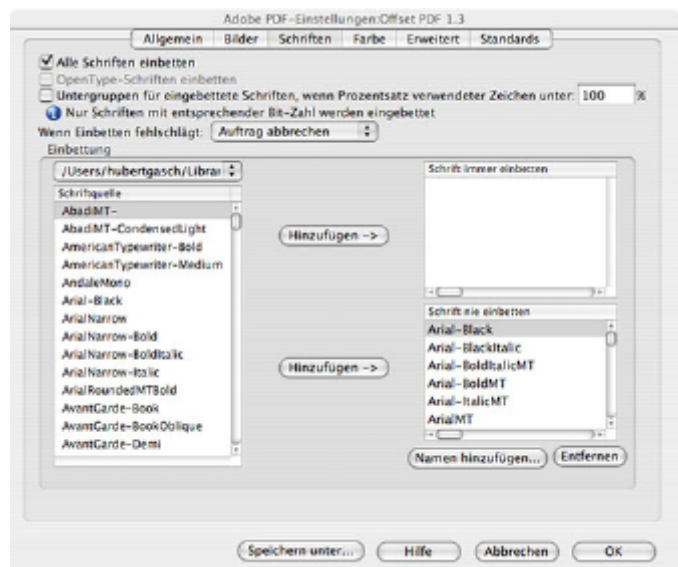 Adobe PDF-Einstellungen:Offset PDF 1.3
Allgemein Bilder Schriften Farbe Erweitert Standards
Alle Schriften einbetten
OpenType-Schriften einbetten
Untergruppen für eingebettete Schriften, wenn Prozentsatz verwendeter Zeichen unter: 100 %
Nur Schriften mit entsprechender Bit-Zahl werden eingebettet
Wenn Einbetten fehlschlägt: Auftrag abbrechen
Einbettung
/Users/hubertgasch/Librar
Schriftquelle
AbadiMT-
AbadiMT-CondensedLight
AmericanTypewriter-Bold
AmericanTypewriter-Medium
AndaleMono
Arial-Black
ArialNarrow
ArialNarrow-Bold
ArialNarrow-BoldItalic
ArialNarrow-Italic
ArialRoundedMTBold
AvantGarde-Book
AvantGarde-BookOblique
AvantGarde-Demi
Hinzufügen ->
Hinzufügen ->
Schrift immer einbetten
Schrift nie einbetten
Arial-Black
Arial-BlackItalic
Arial-BoldItalicMT
Arial-BoldMT
Arial-ItalicMT
ArialMT
Namen hinzufügen... Entfernen
Speichern unter... Hilfe Abbrechen OK